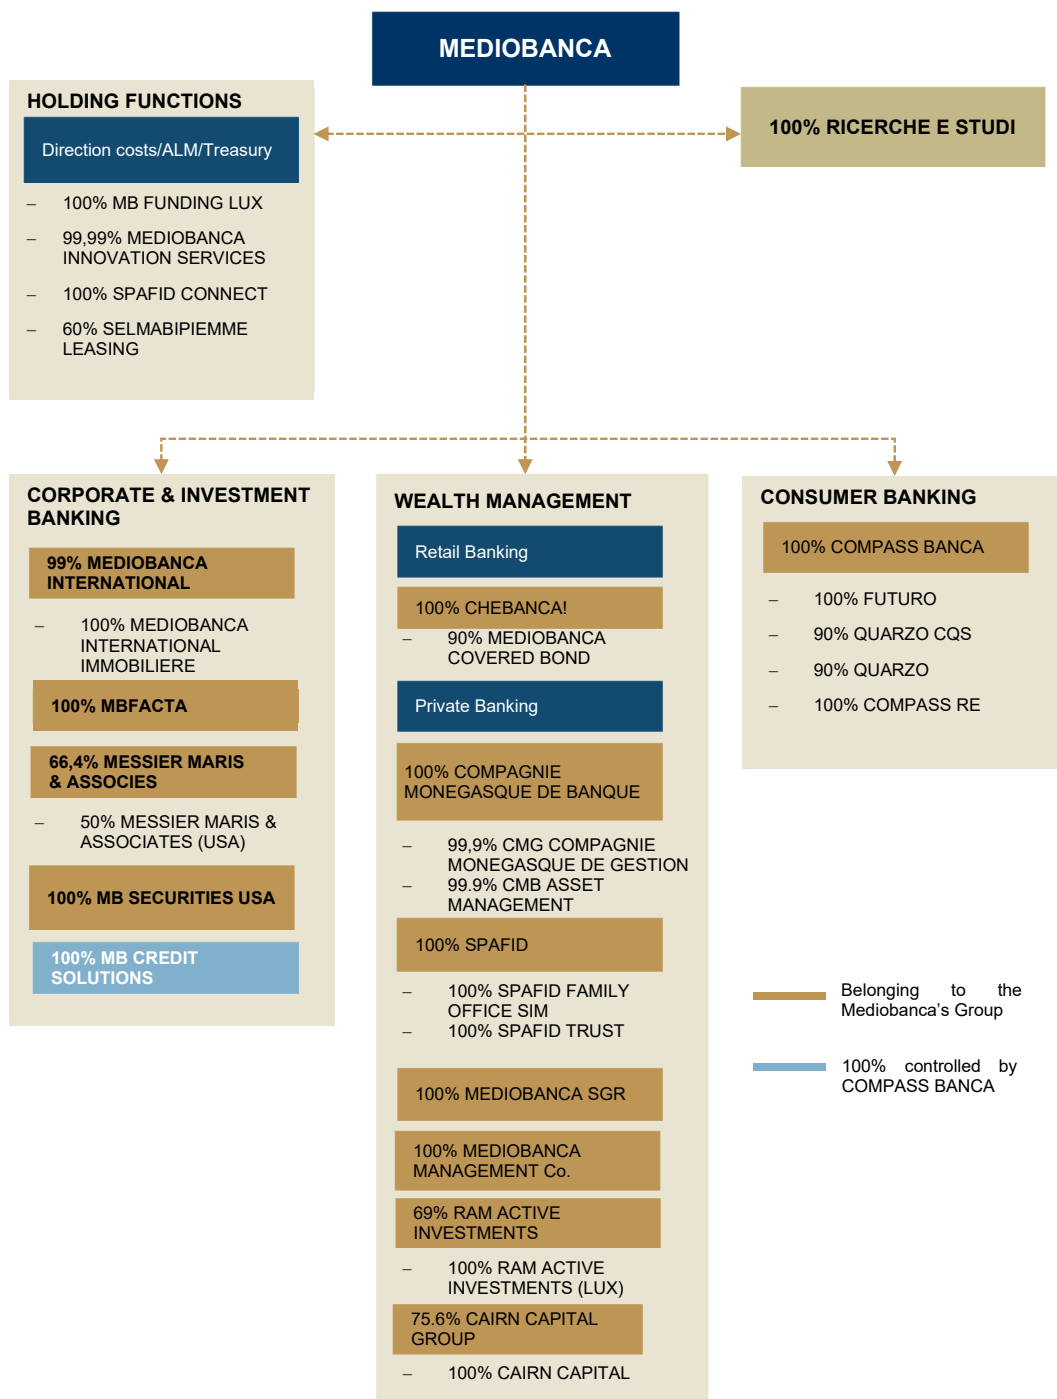 MEDIOBANCA
HOLDING FUNCTIONS
Direction costs/ALM/Treasury
– 100% MB FUNDING LUX
– 99,99% MEDIOBANCA
INNOVATION SERVICES
– 100% SPAFID CONNECT
– 60% SELMABIPIEMME
LEASING
100% RICERCHE E STUDI
CORPORATE & INVESTMENT
BANKING
99% MEDIOBANCA
INTERNATIONAL
– 100% MEDIOBANCA
INTERNATIONAL
IMMOBILIERE
100% MBFACTA
66,4% MESSIER MARIS
& ASSOCIES
– 50% MESSIER MARIS &
ASSOCIATES (USA)
100% MB SECURITIES USA
100% MB CREDIT
SOLUTIONS
WEALTH MANAGEMENT
Retail Banking
100% CHEBANCA!
– 90% MEDIOBANCA
COVERED BOND
Private Banking
100% COMPAGNIE
MONEGASQUE DE BANQUE
– 99,9% CMG COMPAGNIE
MONEGASQUE DE GESTION
– 99.9% CMB ASSET
MANAGEMENT
100% SPAFID
– 100% SPAFID FAMILY
OFFICE SIM
– 100% SPAFID TRUST
100% MEDIOBANCA SGR
100% MEDIOBANCA
MANAGEMENT Co.
69% RAM ACTIVE
INVESTMENTS
– 100% RAM ACTIVE
INVESTMENTS (LUX)
75.6% CAIRN CAPITAL
GROUP
– 100% CAIRN CAPITAL
CONSUMER BANKING
100% COMPASS BANCA
– 100% FUTURO
– 90% QUARZO CQS
– 90% QUARZO
– 100% COMPASS RE
Belonging to the
Mediobanca's Group
100% controlled by
COMPASS BANCA